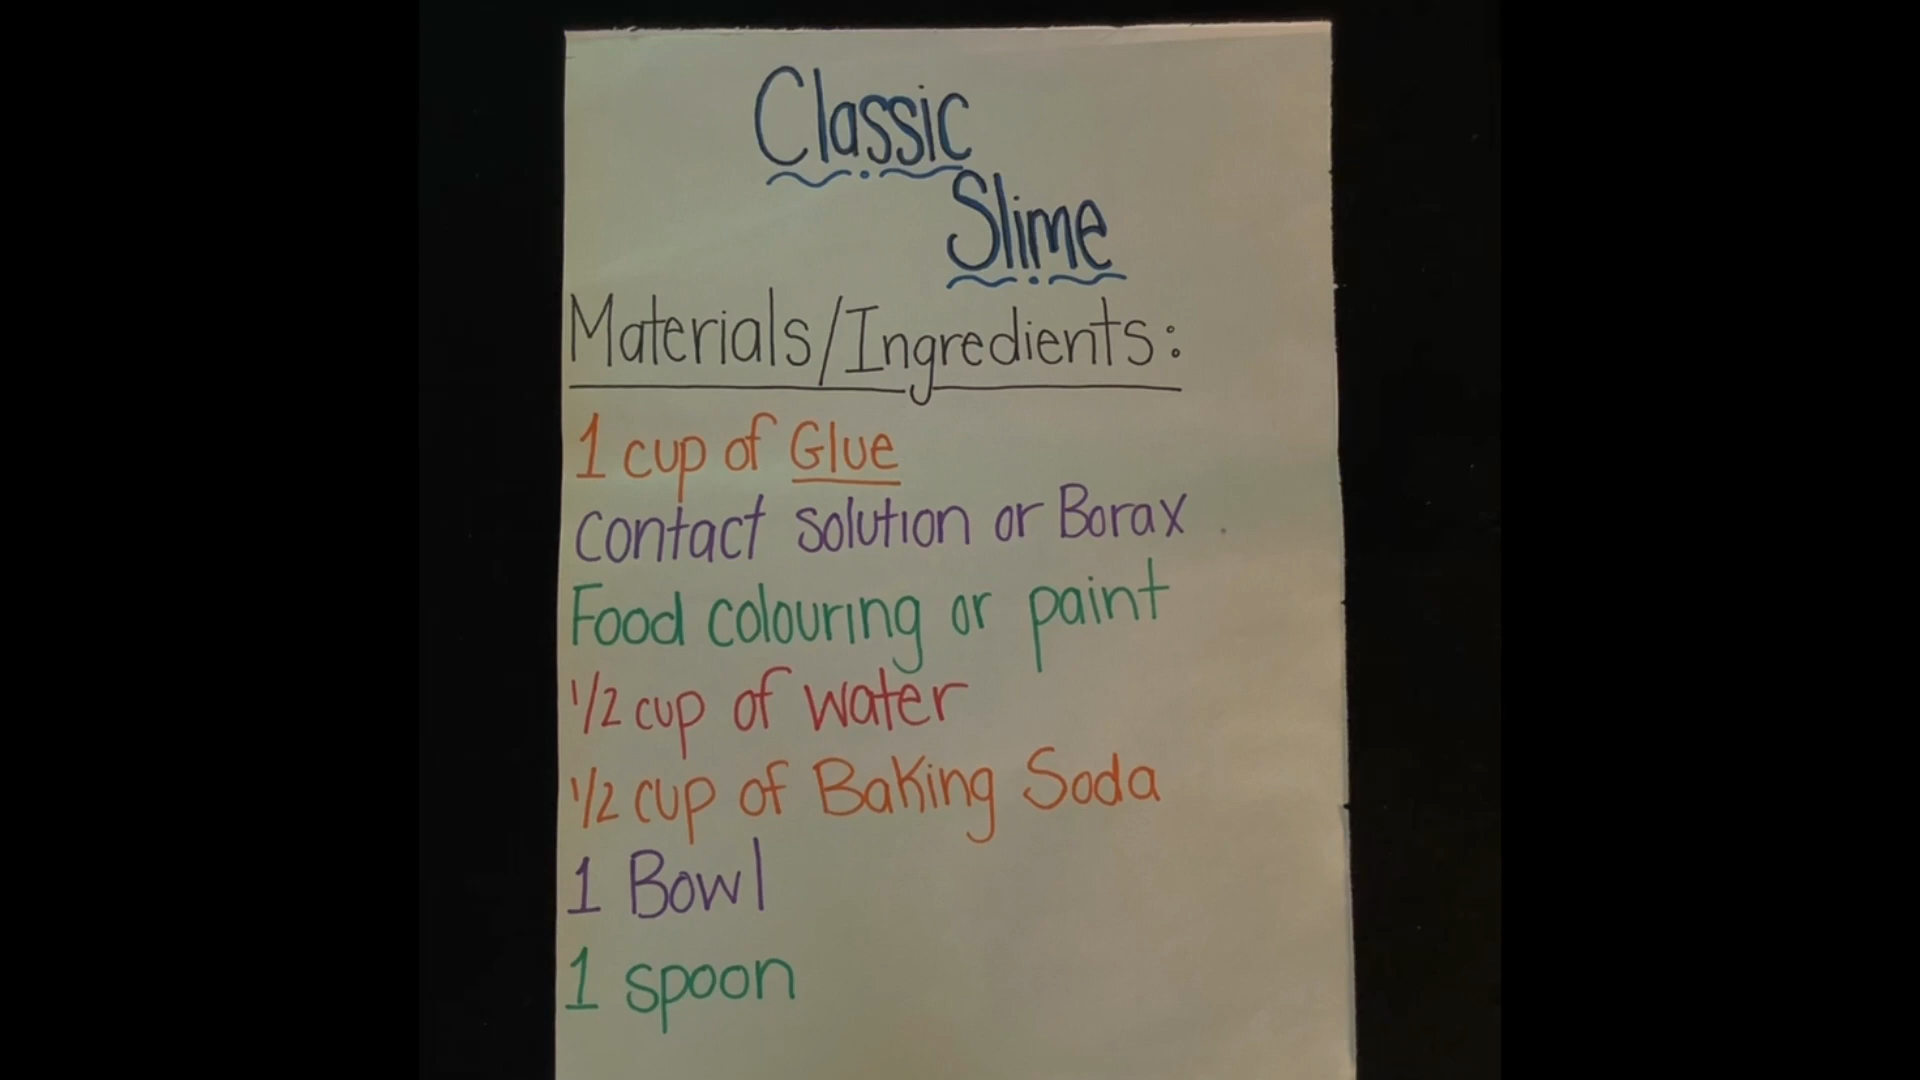 Classic
Slime
Materials/Ingredients:
1 cup of Glue
contact solution or Borax
Food colouring or paint
1/2 cup of water
1/2 cup of Baking Soda
1 Bowl
1 spoon